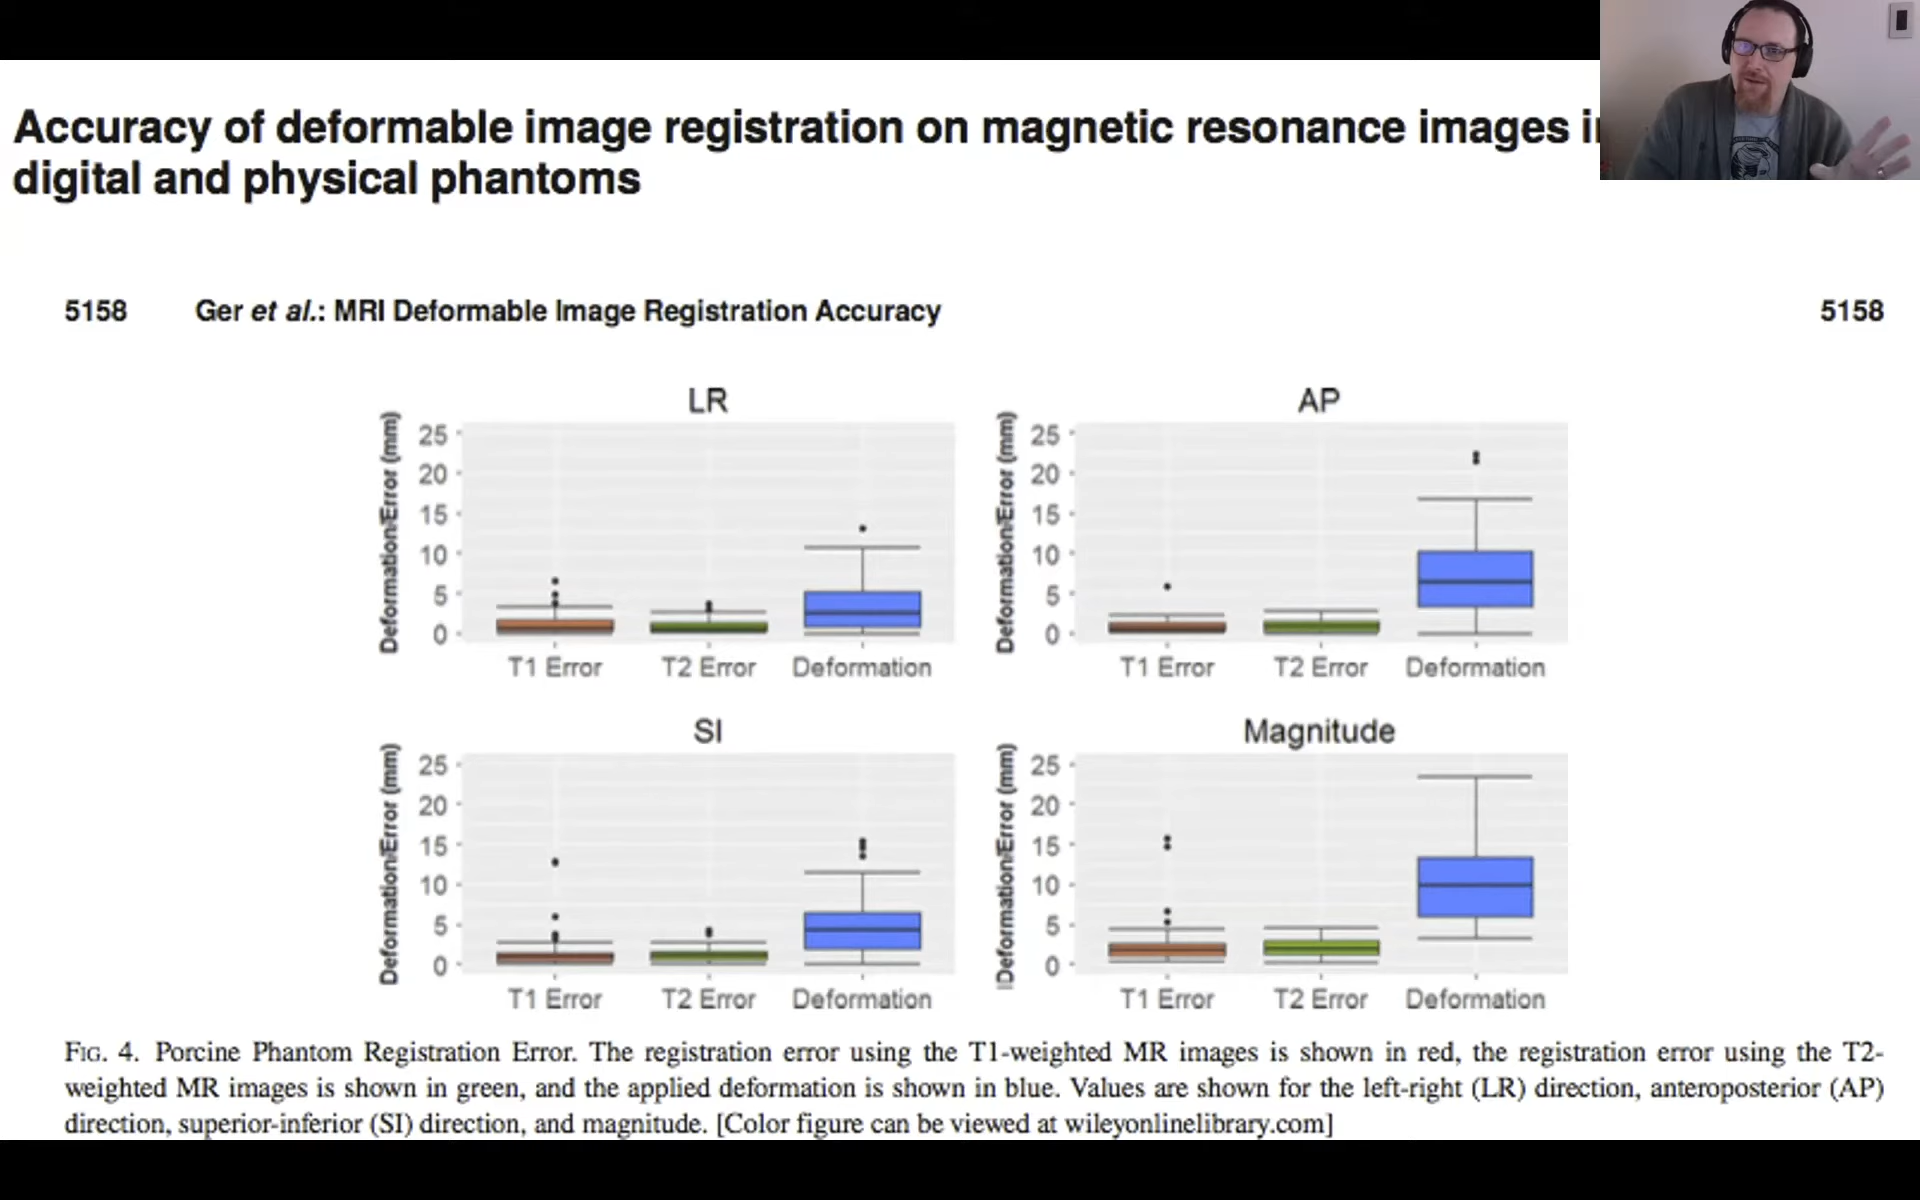 Accuracy of deformable image registration on magnetic resonance images
digital and physical phantoms
5158 Ger et al.: MRI Deformable Image Registration Accuracy 5158
LR
Deformation/Error (mm)
25
20
15
10
5
0
T1 Error T2 Error Deformation
AP
Deformation/Error (mm)
25
20
15
10
5
0
T1 Error T2 Error Deformation
SI
Deformation/Error (mm)
25
20
15
10
5
0
T1 Error T2 Error Deformation
Magnitude
|Deformation/Error (mm)
25
20
15
10
5
0
T1 Error T2 Error Deformation
FIG. 4. Porcine Phantom Registration Error. The registration error using the T1-weighted MR images is shown in red, the registration error using the T2-
weighted MR images is shown in green, and the applied deformation is shown in blue. Values are shown for the left-right (LR) direction, anteroposterior (AP)
direction, superior-inferior (SI) direction, and magnitude. [Color figure can be viewed at wileyonlinelibrary.com]